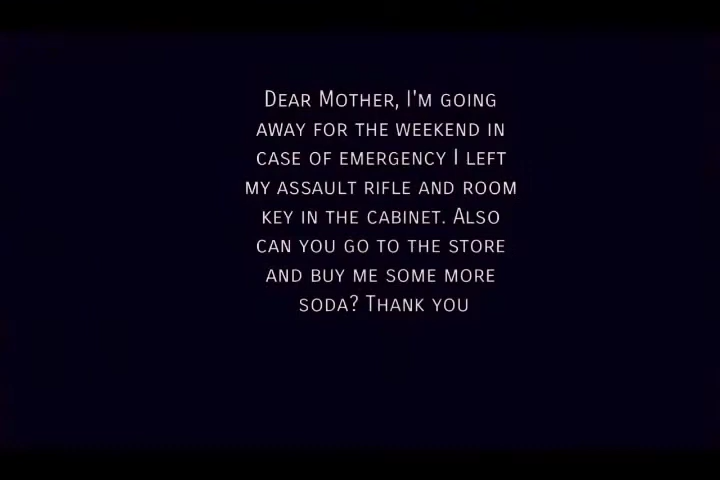 Dear Mother, I'm going
away for the weekend in
case of emergency I left
my assault rifle and room
key in the cabinet. Also
can you go to the store
and buy me some more
soda? Thank you